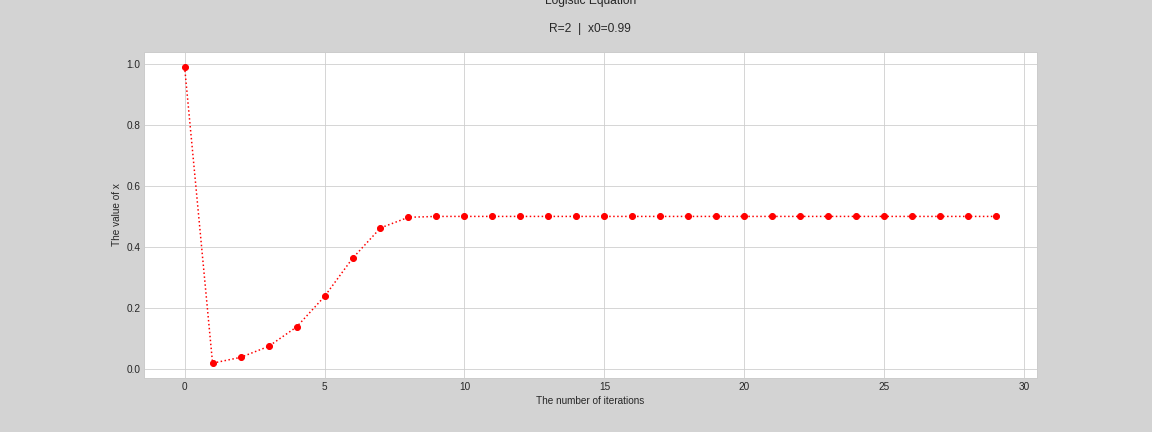 Logistic Equation
R=2 | x0=0.99
1.0
0.8
0.6
0.4
0.2
0.0
The value of x
0 5 10 15 20 25 30
The number of iterations